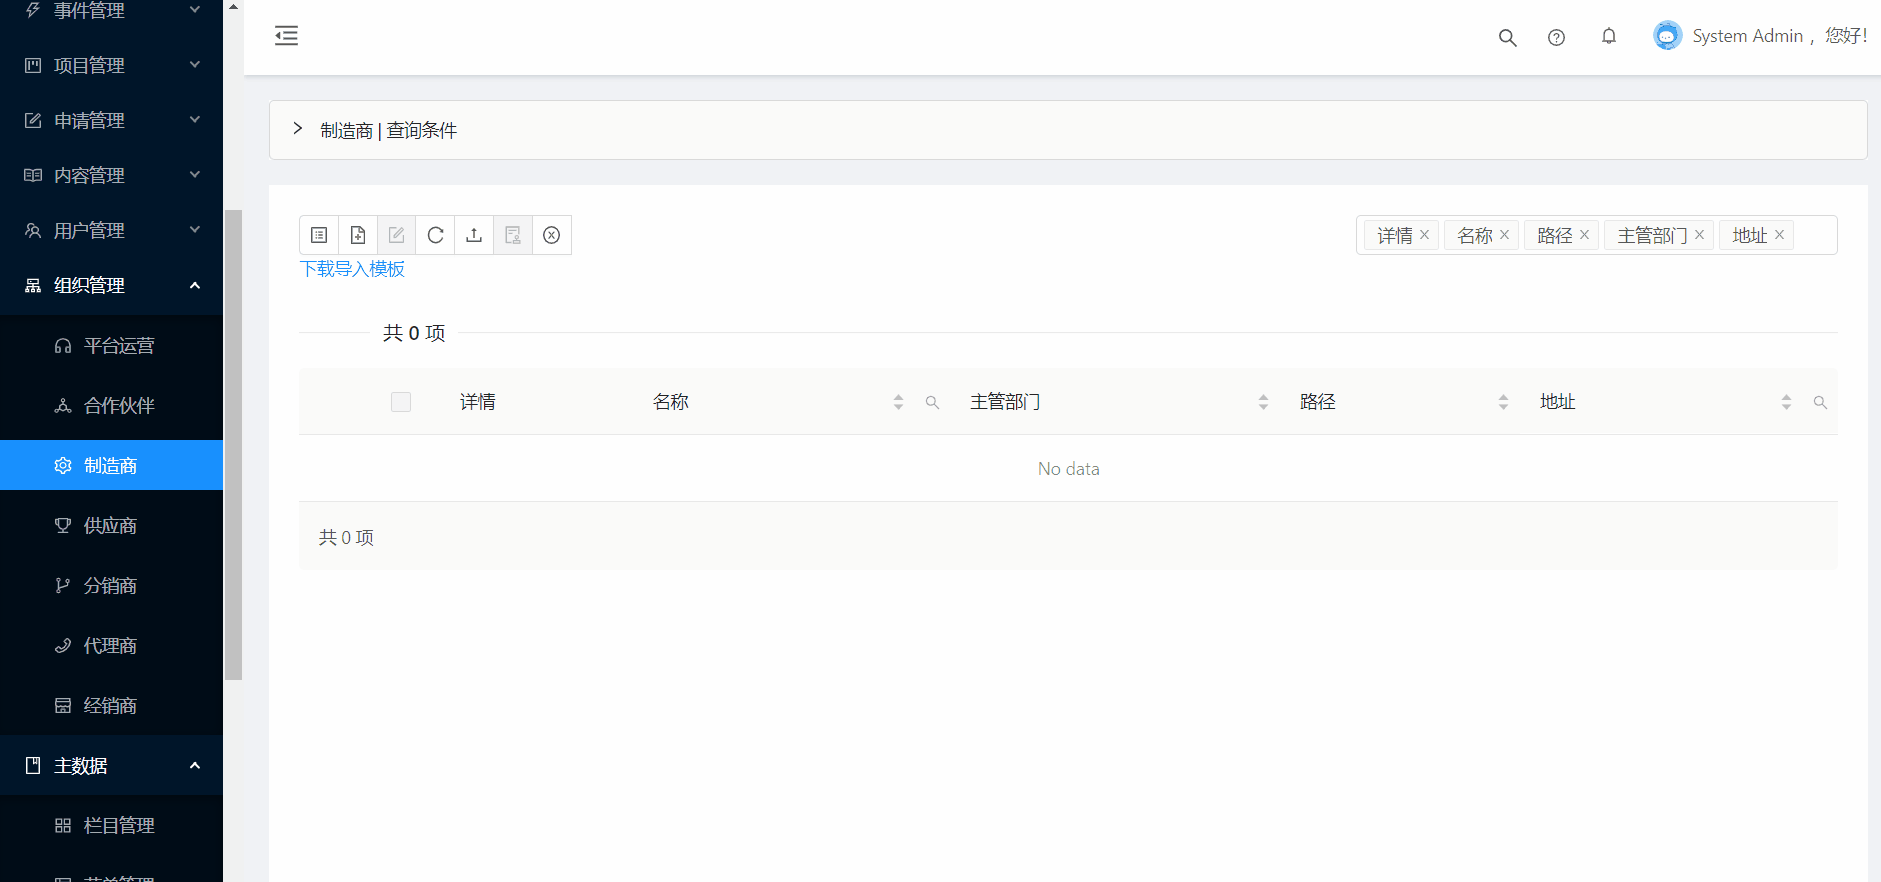 事件管理
项目管理
申请管理
内容管理
用户管理
组织管理
平台运营
合作伙伴
制造商
供应商
分销商
代理商
经销商
主数据
栏目管理
菜单管理
System Admin ，您好!
制造商 | 查询条件
详情 名称 路径 主管部门 地址
下载导入模板
共 0 项
详情 名称 主管部门 路径 地址
No data
共 0 项